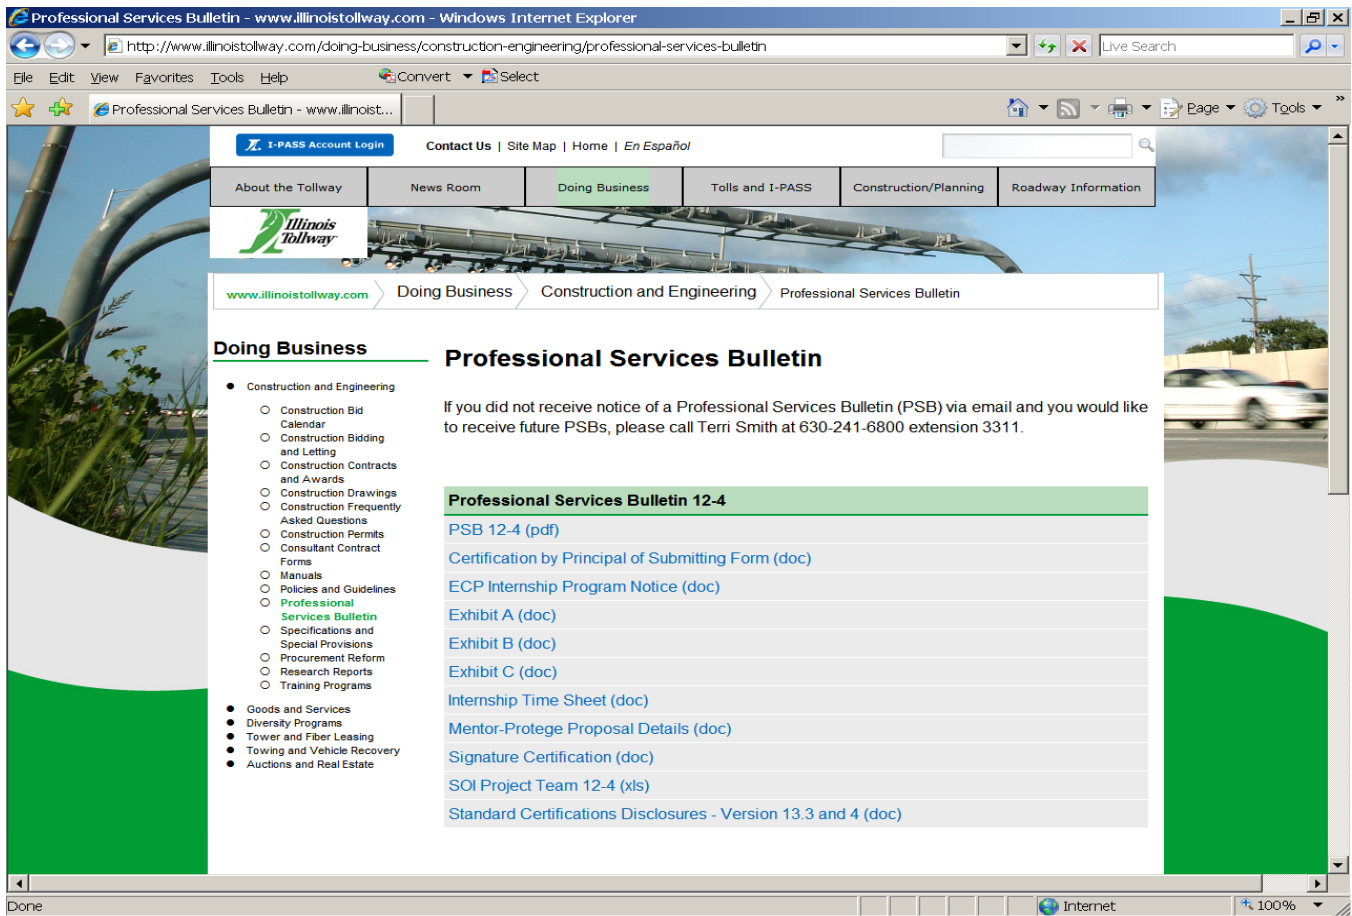 Professional Services Bulletin - www.illinoistollway.com - Windows Internet Explorer
http://www.illinoistollway.com/doing-business/construction-engineering/professional-services-bulletin
Live Search
File Edit View Favorites Tools Help
Convert Select
Professional Services Bulletin - www.illinoist...
Page Tools
I-PASS Account Login
Contact Us | Site Map | Home | En Español
About the Tollway
News Room
Doing Business
Tolls and I-PASS
Construction/Planning
Roadway Information
Illinois
Tollway
www.illinoistollway.com
Doing Business
Construction and Engineering
Professional Services Bulletin
Doing Business
Construction and Engineering
Construction Bid
Calendar
Construction Bidding
and Letting
Construction Contracts
and Awards
Construction Drawings
Construction Frequently
Asked Questions
Construction Permits
Consultant Contract
Forms
Manuals
Policies and Guidelines
Professional
Services Bulletin
Specifications and
Special Provisions
Procurement Reform
Research Reports
Training Programs
Goods and Services
Diversity Programs
Tower and Fiber Leasing
Towing and Vehicle Recovery
Auctions and Real Estate
Professional Services Bulletin
If you did not receive notice of a Professional Services Bulletin (PSB) via email and you would like
to receive future PSBs, please call Terri Smith at 630-241-6800 extension 3311.
Professional Services Bulletin 12-4
PSB 12-4 (pdf)
Certification by Principal of Submitting Form (doc)
ECP Internship Program Notice (doc)
Exhibit A (doc)
Exhibit B (doc)
Exhibit C (doc)
Internship Time Sheet (doc)
Mentor-Protege Proposal Details (doc)
Signature Certification (doc)
SOI Project Team 12-4 (xls)
Standard Certifications Disclosures - Version 13.3 and 4 (doc)
Done
Internet
100%